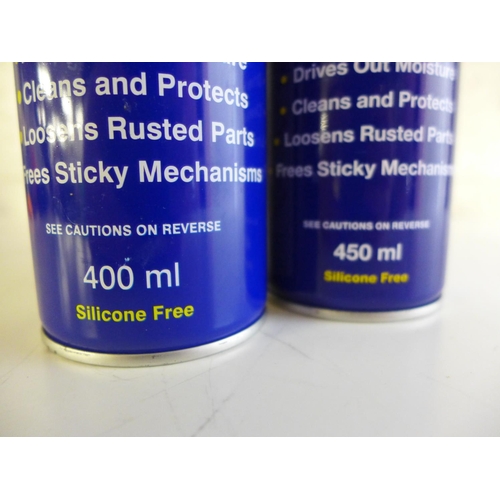 • Cleans and Protects
• Loosens Rusted Parts
Frees Sticky Mechanisms
SEE CAUTIONS ON REVERSE
400 ml
Silicone Free
• Drives Out Moisture
• Cleans and Protects
• Loosens Rusted Parts
Frees Sticky Mechanisms
SEE CAUTIONS ON REVERSE
450 ml
Silicone Free